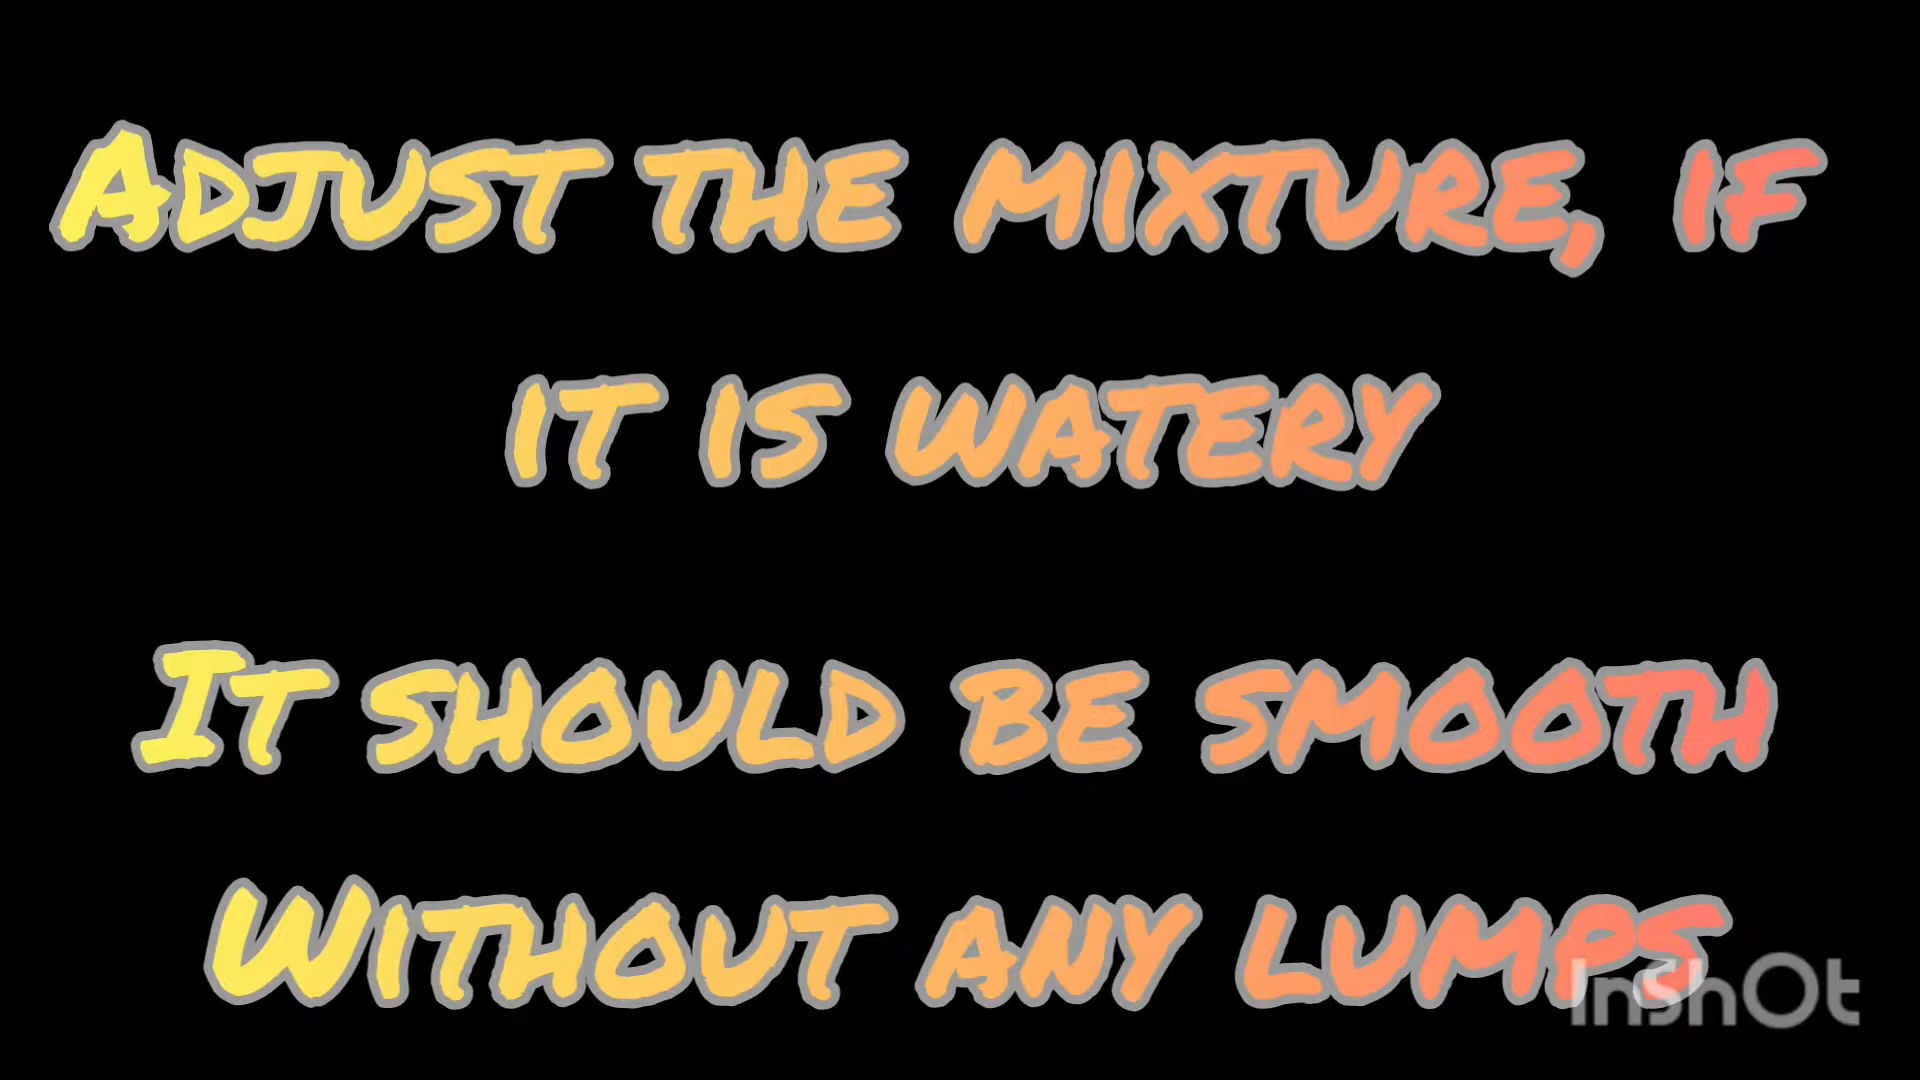 Adjust the mixture, if
it is watery
It should be smooth
Without any lumps
InShOt